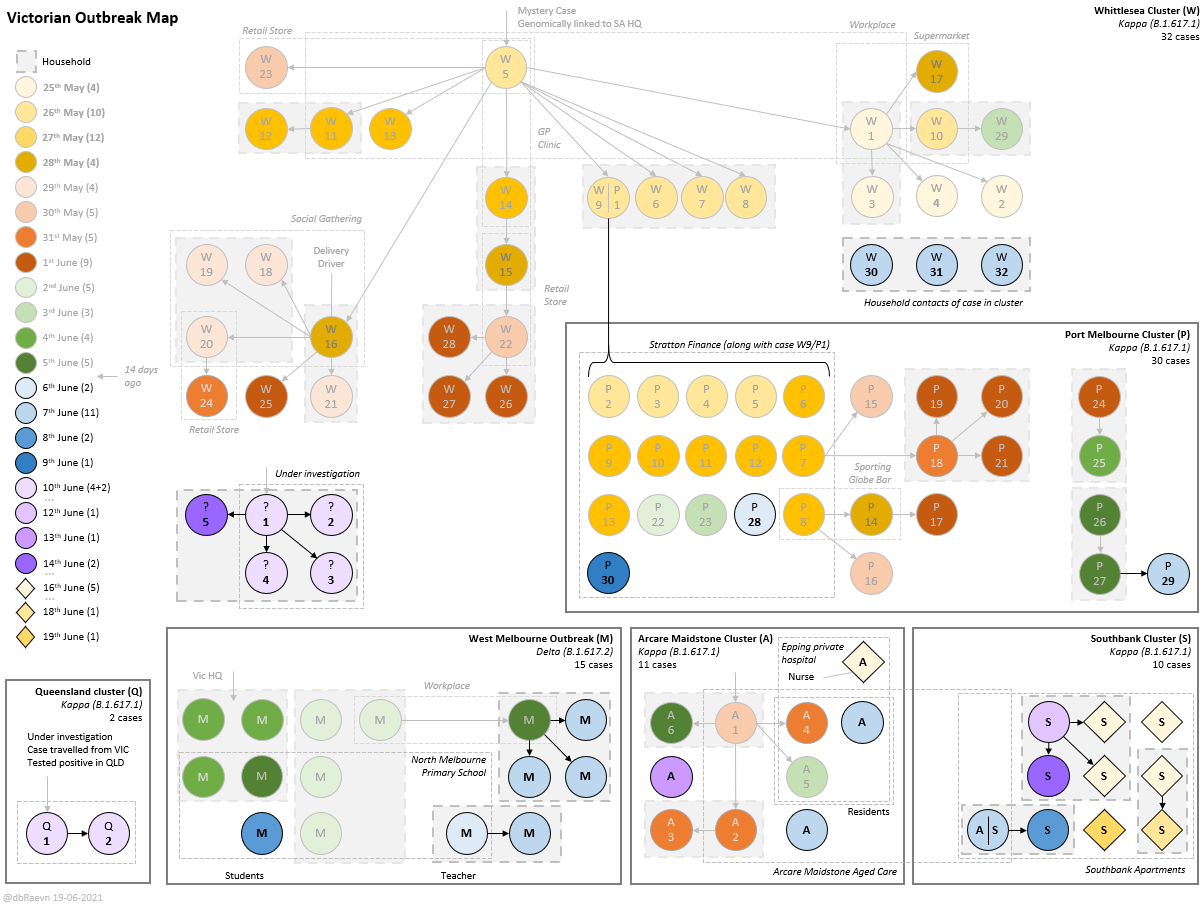 Victorian Outbreak Map
Household
25th May (4)
26th May (10)
27th May (12)
28th May (4)
29th May (4)
30th May (5)
31st May (5)
1st June (9)
2nd June (5)
3rd June (3)
4th June (4)
5th June (5)
14 days
ago
6th June (2)
7th June (11)
8th June (2)
9th June (1)
10th June (4+2)
...
12th June (1)
13th June (1)
14th June (2)
...
16th June (5)
...
18th June (1)
19th June (1)
Mystery Case
Genomically linked to SA HQ
Whittlesea Cluster (W)
Kappa (B.1.617.1)
32 cases
Retail Store
W
23
W
5
Workplace
Supermarket
W
17
W
12
W
11
W
13
GP
Clinic
W
1
W
10
W
29
W
14
W
9
P
1
W
6
W
7
W
8
W
3
W
4
W
2
Social Gathering
Delivery
Driver
W
19
W
18
W
15
Retail
Store
W
30
W
31
W
32
Household contacts of case in cluster
W
20
W
16
W
28
W
22
W
24
W
25
W
21
W
27
W
26
Retail Store
Port Melbourne Cluster (P)
Kappa (B.1.617.1)
30 cases
Stratton Finance (along with case W9/P1)
P
2
P
3
P
4
P
5
P
6
P
15
P
19
P
20
P
24
P
9
P
10
P
11
P
12
P
7
P
18
P
21
P
25
Sporting
Globe Bar
P
13
P
22
P
23
P
28
P
8
P
14
P
17
P
26
P
30
P
16
P
27
P
29
Under investigation
?
5
?
1
?
2
?
4
?
3
Queensland cluster (Q)
Kappa (B.1.617.1)
2 cases
Under investigation
Case travelled from VIC
Tested positive in QLD
Q
1
Q
2
West Melbourne Outbreak (M)
Delta (B.1.617.2)
15 cases
Vic HQ
Workplace
M
M
M
M
M
M
North Melbourne
Primary School
M
M
M
M
M
M
M
M
M
Students
Teacher
Arcare Maidstone Cluster (A)
Kappa (B.1.617.1)
11 cases
Epping private
hospital
Nurse
A
A
6
A
1
A
4
A
A
A
5
Residents
A
3
A
2
A
Arcare Maidstone Aged Care
Southbank Cluster (S)
Kappa (B.1.617.1)
10 cases
S
S
S
S
S
S
A
S
S
S
S
Southbank Apartments
@dbRaevn 19-06-2021